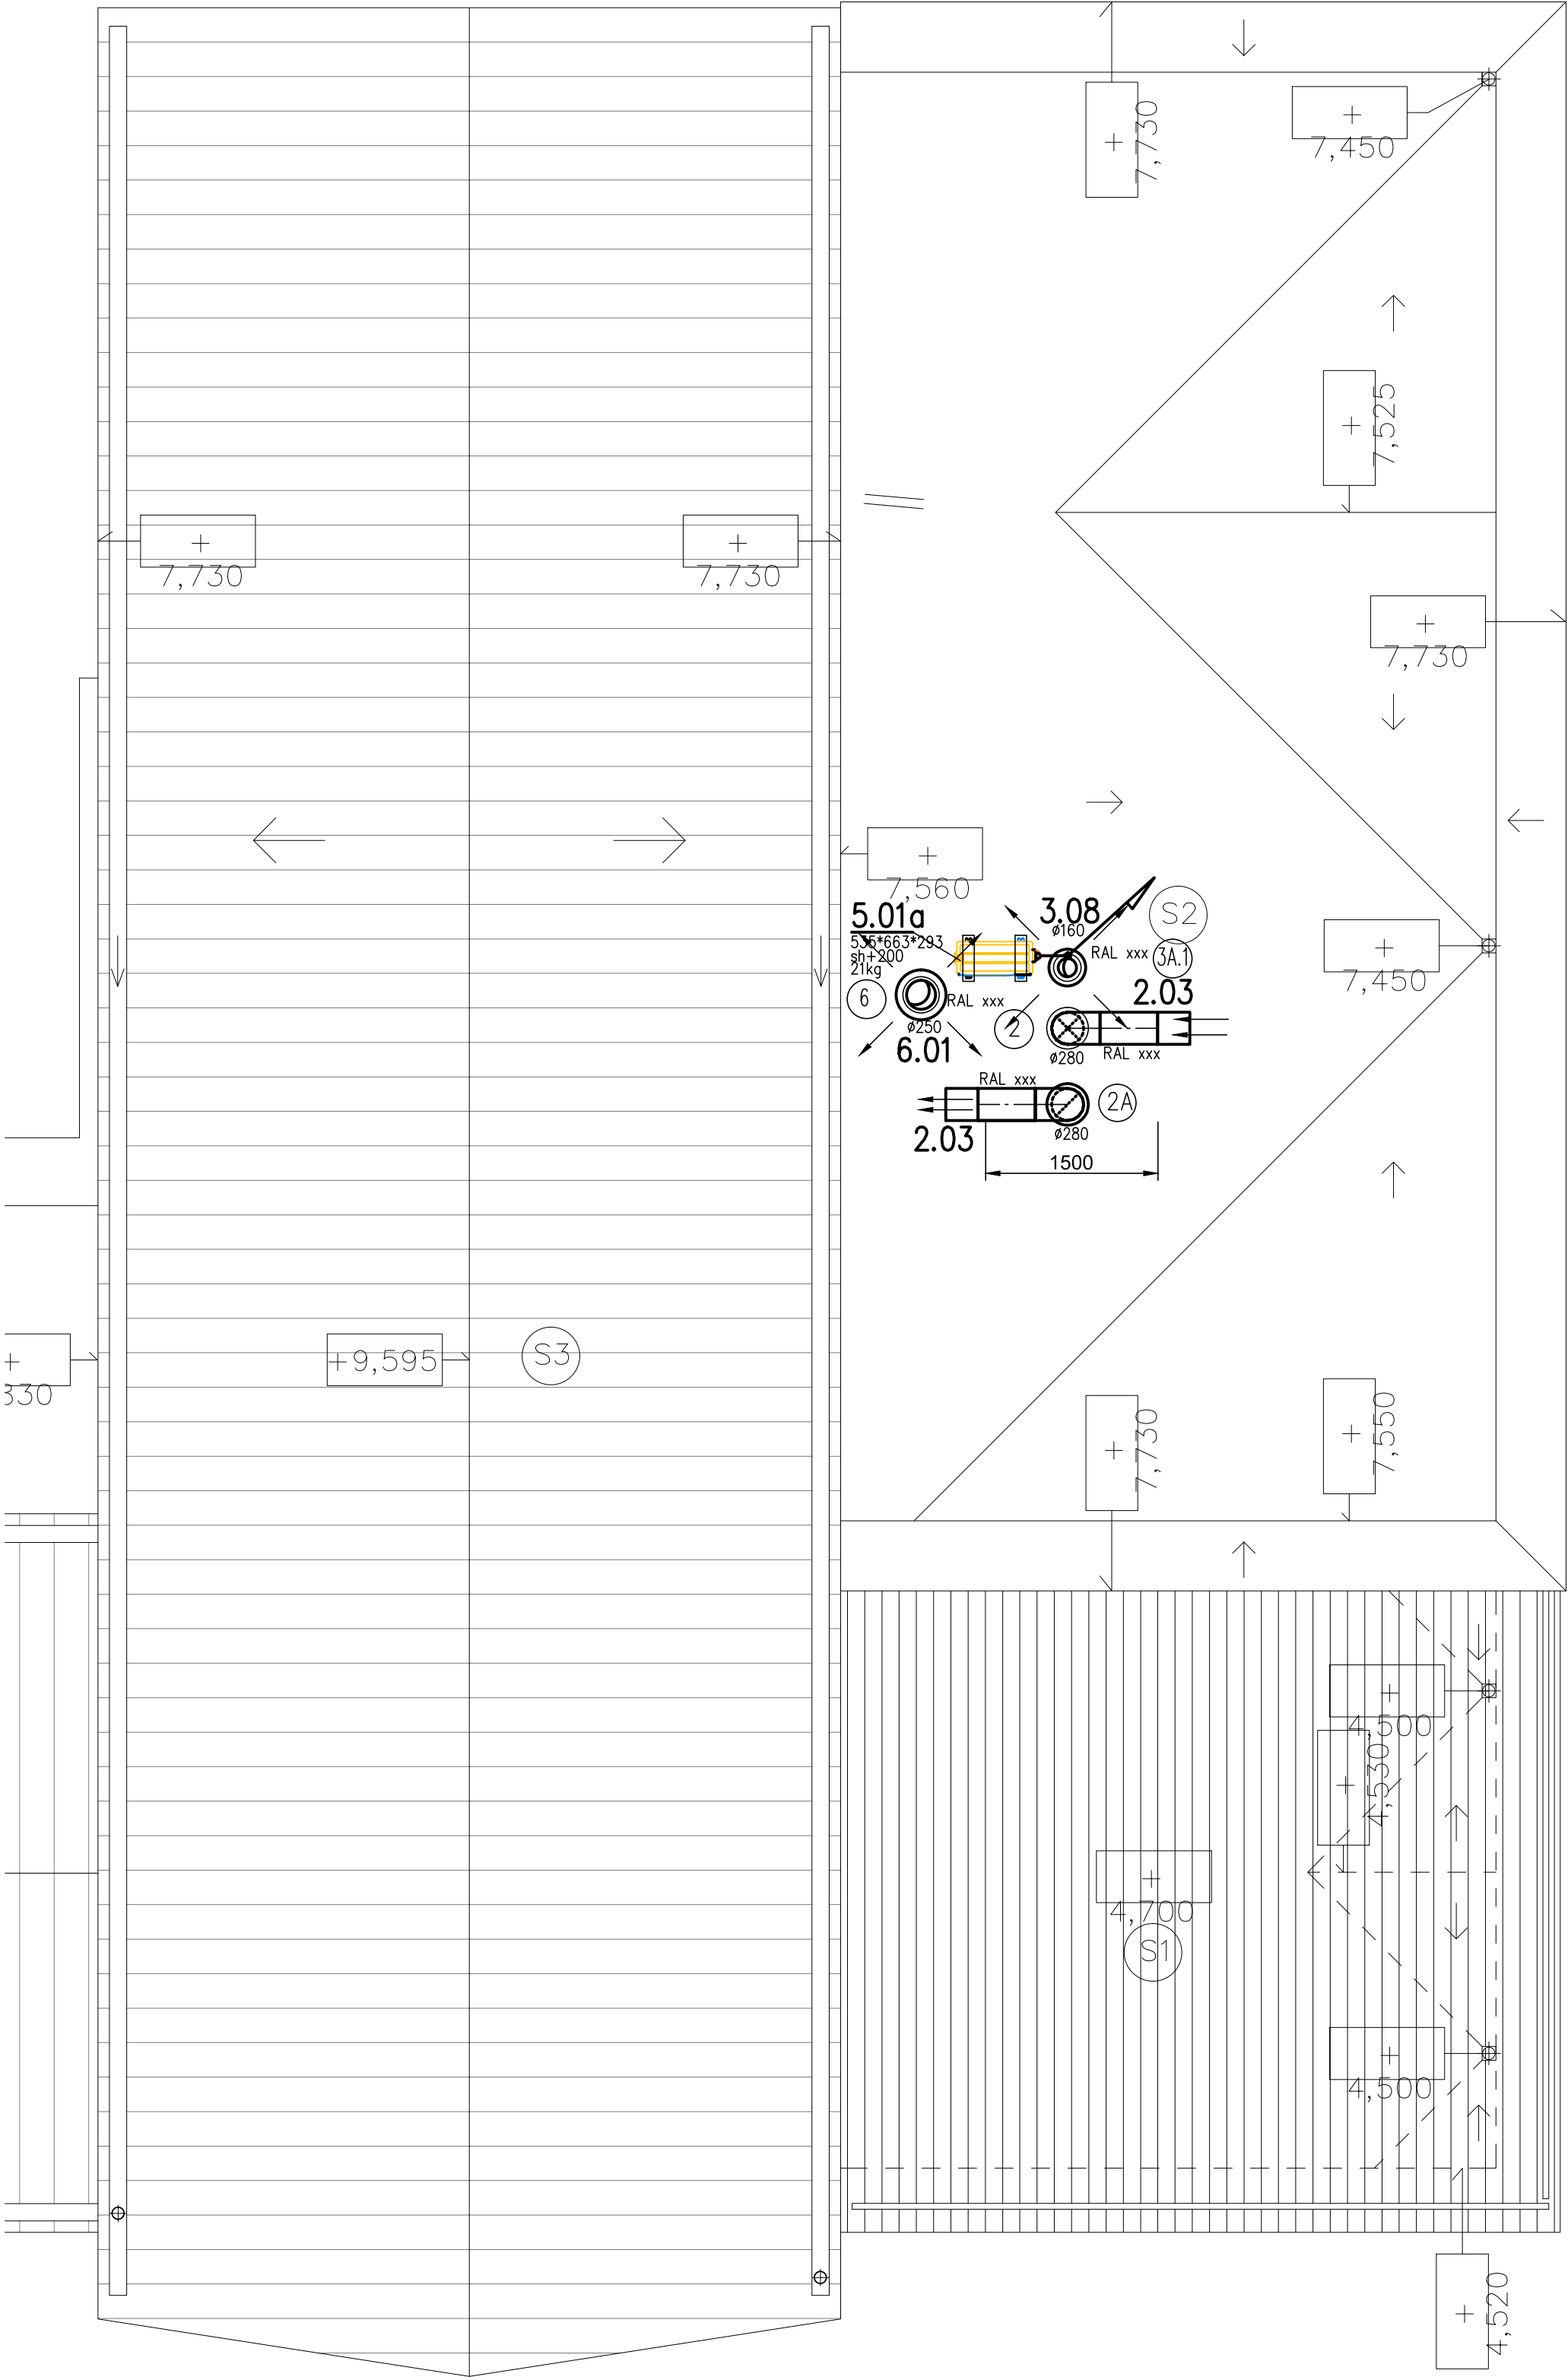 +
7,730
+
7,450
+
7,525
+
7,730
+
7,730
+
7,730
+
7,560
5.01a
535*663*293
sh+200
21kg
3.08
ø160
S2
RAL xxx
3A.1
+
7,450
6
RAL xxx
ø250
6.01
2
2.03
ø280
RAL xxx
RAL xxx
2A
2.03
ø280
1500
+
330
+9,595
S3
+
7,730
+
7,550
+
4,500
+
4,530
+
4,700
S1
+
4,500
+
4,520